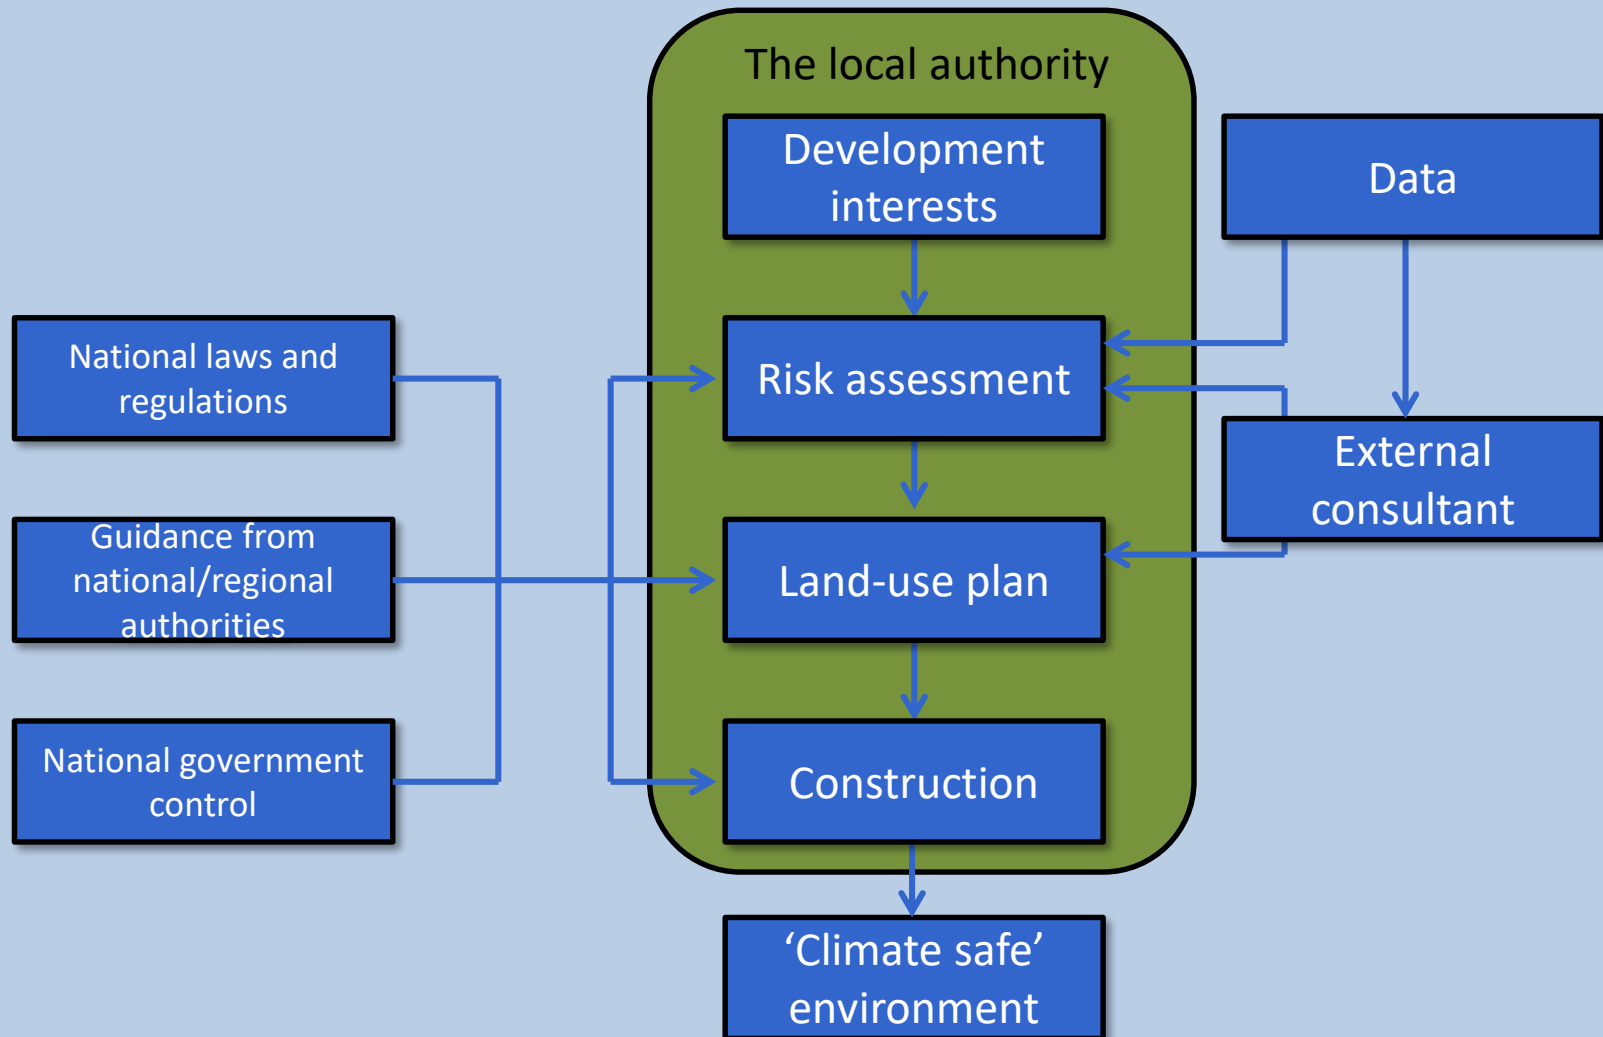 The local authority
Development
interests
Data
National laws and
regulations
Risk assessment
External
consultant
Guidance from
national/regional
authorities
Land-use plan
National government
control
Construction
‘Climate safe’
environment